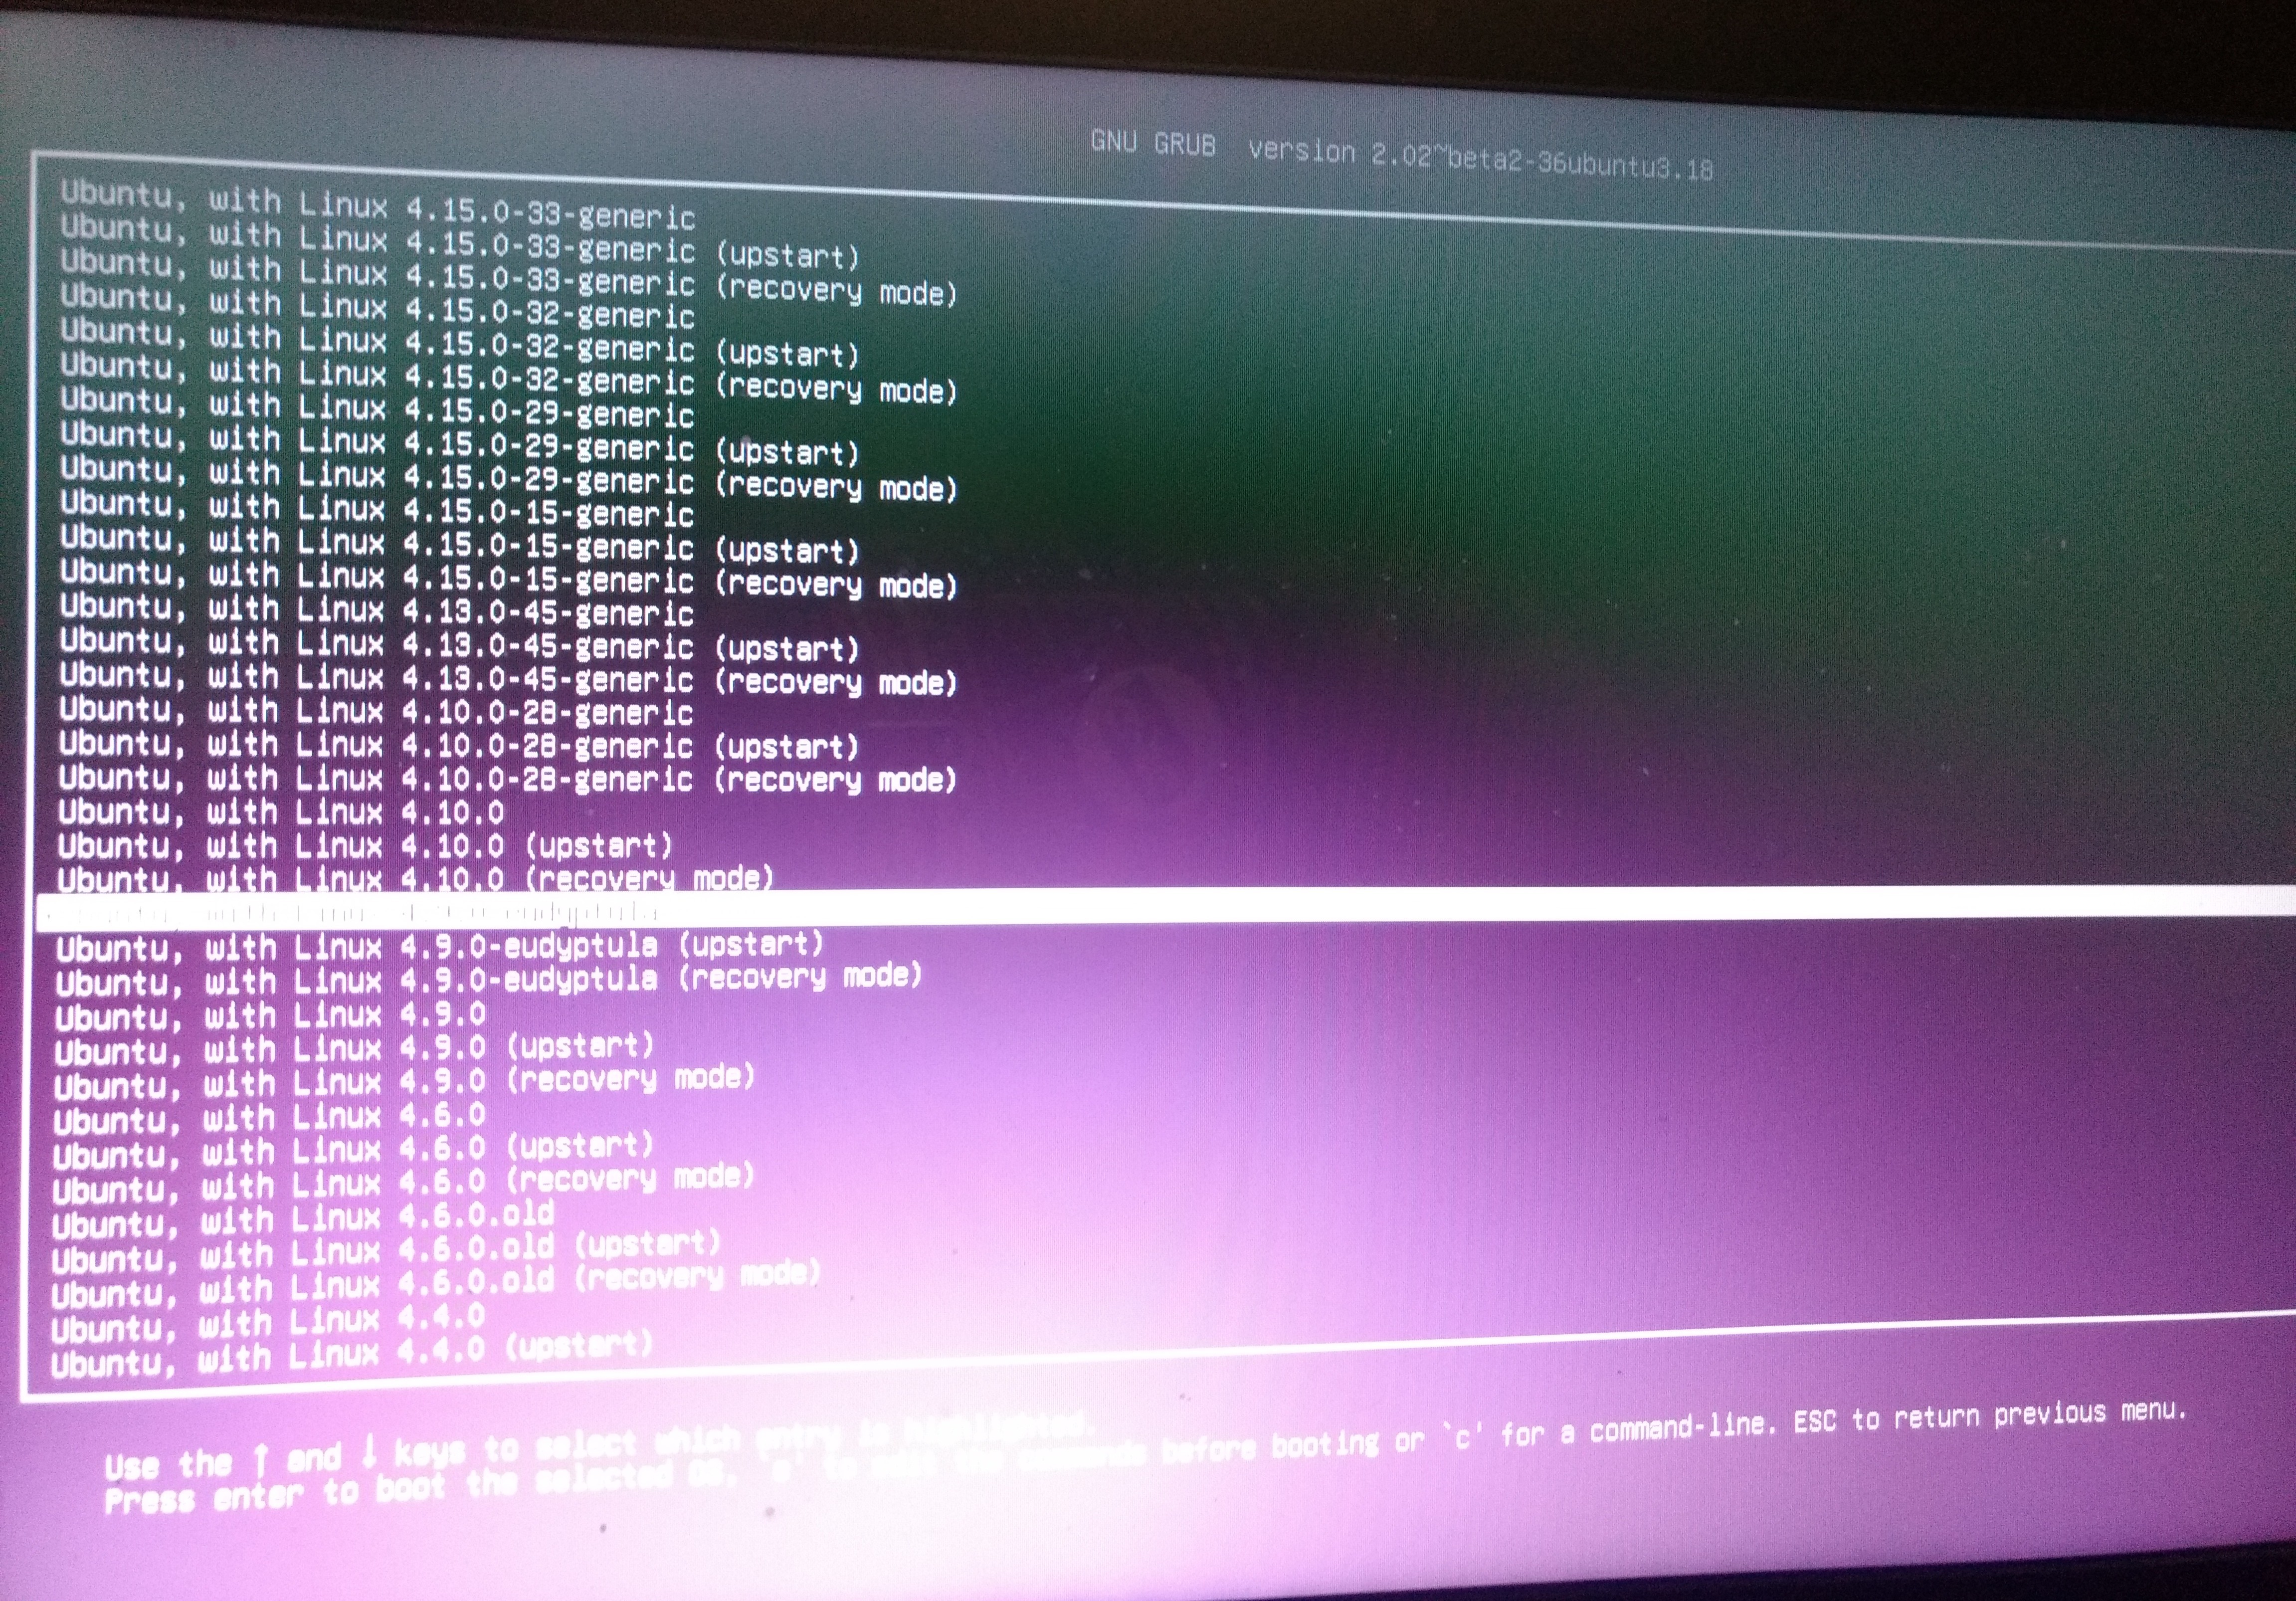 GNU GRUB version 2.02~beta2-36ubuntu3.18
Ubuntu, with Linux 4.15.0-33-generic
Ubuntu, with Linux 4.15.0-33-generic (upstart)
Ubuntu, with Linux 4.15.0-33-generic (recovery mode)
Ubuntu, with Linux 4.15.0-32-generic
Ubuntu, with Linux 4.15.0-32-generic (upstart)
Ubuntu, with Linux 4.15.0-32-generic (recovery mode)
Ubuntu, with Linux 4.15.0-29-generic
Ubuntu, with Linux 4.15.0-29-generic (upstart)
Ubuntu, with Linux 4.15.0-29-generic (recovery mode)
Ubuntu, with Linux 4.15.0-15-generic
Ubuntu, with Linux 4.15.0-15-generic (upstart)
Ubuntu, with Linux 4.15.0-15-generic (recovery mode)
Ubuntu, with Linux 4.13.0-45-generic
Ubuntu, with Linux 4.13.0-45-generic (upstart)
Ubuntu, with Linux 4.13.0-45-generic (recovery mode)
Ubuntu, with Linux 4.10.0-28-generic
Ubuntu, with Linux 4.10.0-28-generic (upstart)
Ubuntu, with Linux 4.10.0-28-generic (recovery mode)
Ubuntu, with Linux 4.10.0
Ubuntu, with Linux 4.10.0 (upstart)
Ubuntu, with Linux 4.10.0 (recovery mode)
with Linux eudyptula
Ubuntu, with Linux 4.9.0-eudyptula (upstart)
Ubuntu, with Linux 4.9.0-eudyptula (recovery mode)
Ubuntu, with Linux 4.9.0
Ubuntu, with Linux 4.9.0 (upstart)
Ubuntu, with Linux 4.9.0 (recovery mode)
Ubuntu, with Linux 4.6.0
Ubuntu, with Linux 4.6.0 (upstart)
Ubuntu, with Linux 4.6.0 (recovery mode)
Ubuntu, with Linux 4.6.0.old
Ubuntu, with Linux 4.6.0.old (upstart)
Ubuntu, with Linux 4.6.0.old (recovery mode)
Ubuntu, with Linux 4.4.0
Ubuntu, with Linux 4.4.0 (upstart)
Use the ↑ and ↓ keys to select which entry is highlighted.
Press enter to boot the selected OS, `e' to edit the commands before booting or `c' for a command-line. ESC to return previous menu.